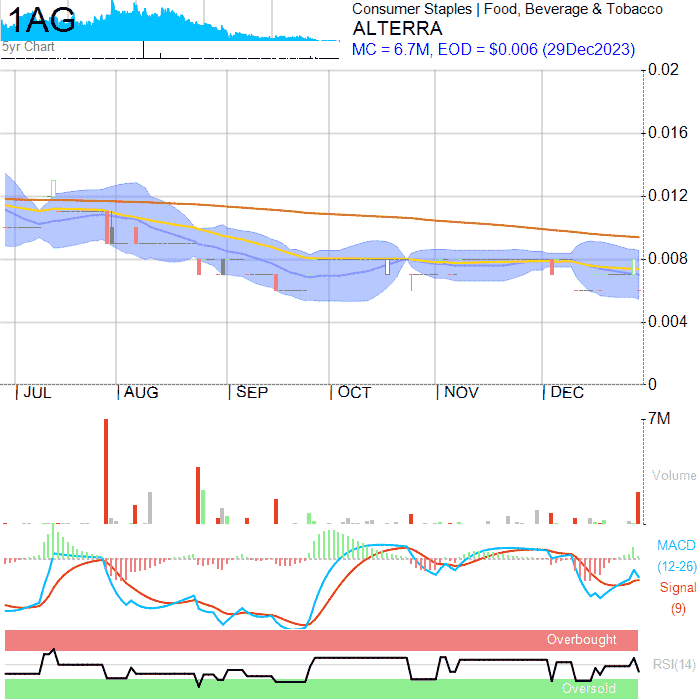 1AG
5yr Chart
Consumer Staples | Food, Beverage & Tobacco
ALTERRA
MC = 6.7M, EOD = $0.006 (29Dec2023)
0.02
0.016
0.012
0.008
0.004
0
JUL AUG SEP OCT NOV DEC
7M
Volume
MACD
(12-26)
Signal
(9)
Overbought
RSI(14)
Oversold